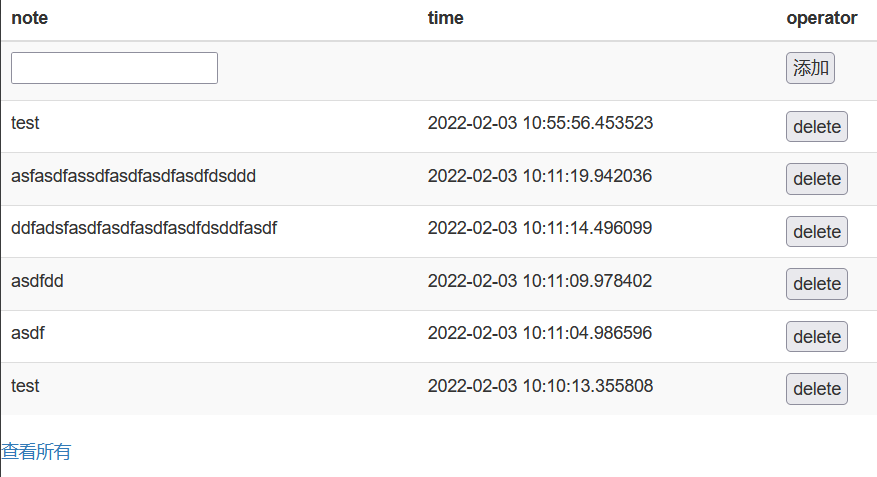 note time operator
添加
test 2022-02-03 10:55:56.453523 delete
asfasdfassdfasdfasdfasdfdsddd 2022-02-03 10:11:19.942036 delete
ddfadsfasdfasdfasdfasdfdsddfasdf 2022-02-03 10:11:14.496099 delete
asdfdd 2022-02-03 10:11:09.978402 delete
asdf 2022-02-03 10:11:04.986596 delete
test 2022-02-03 10:10:13.355808 delete
查看所有